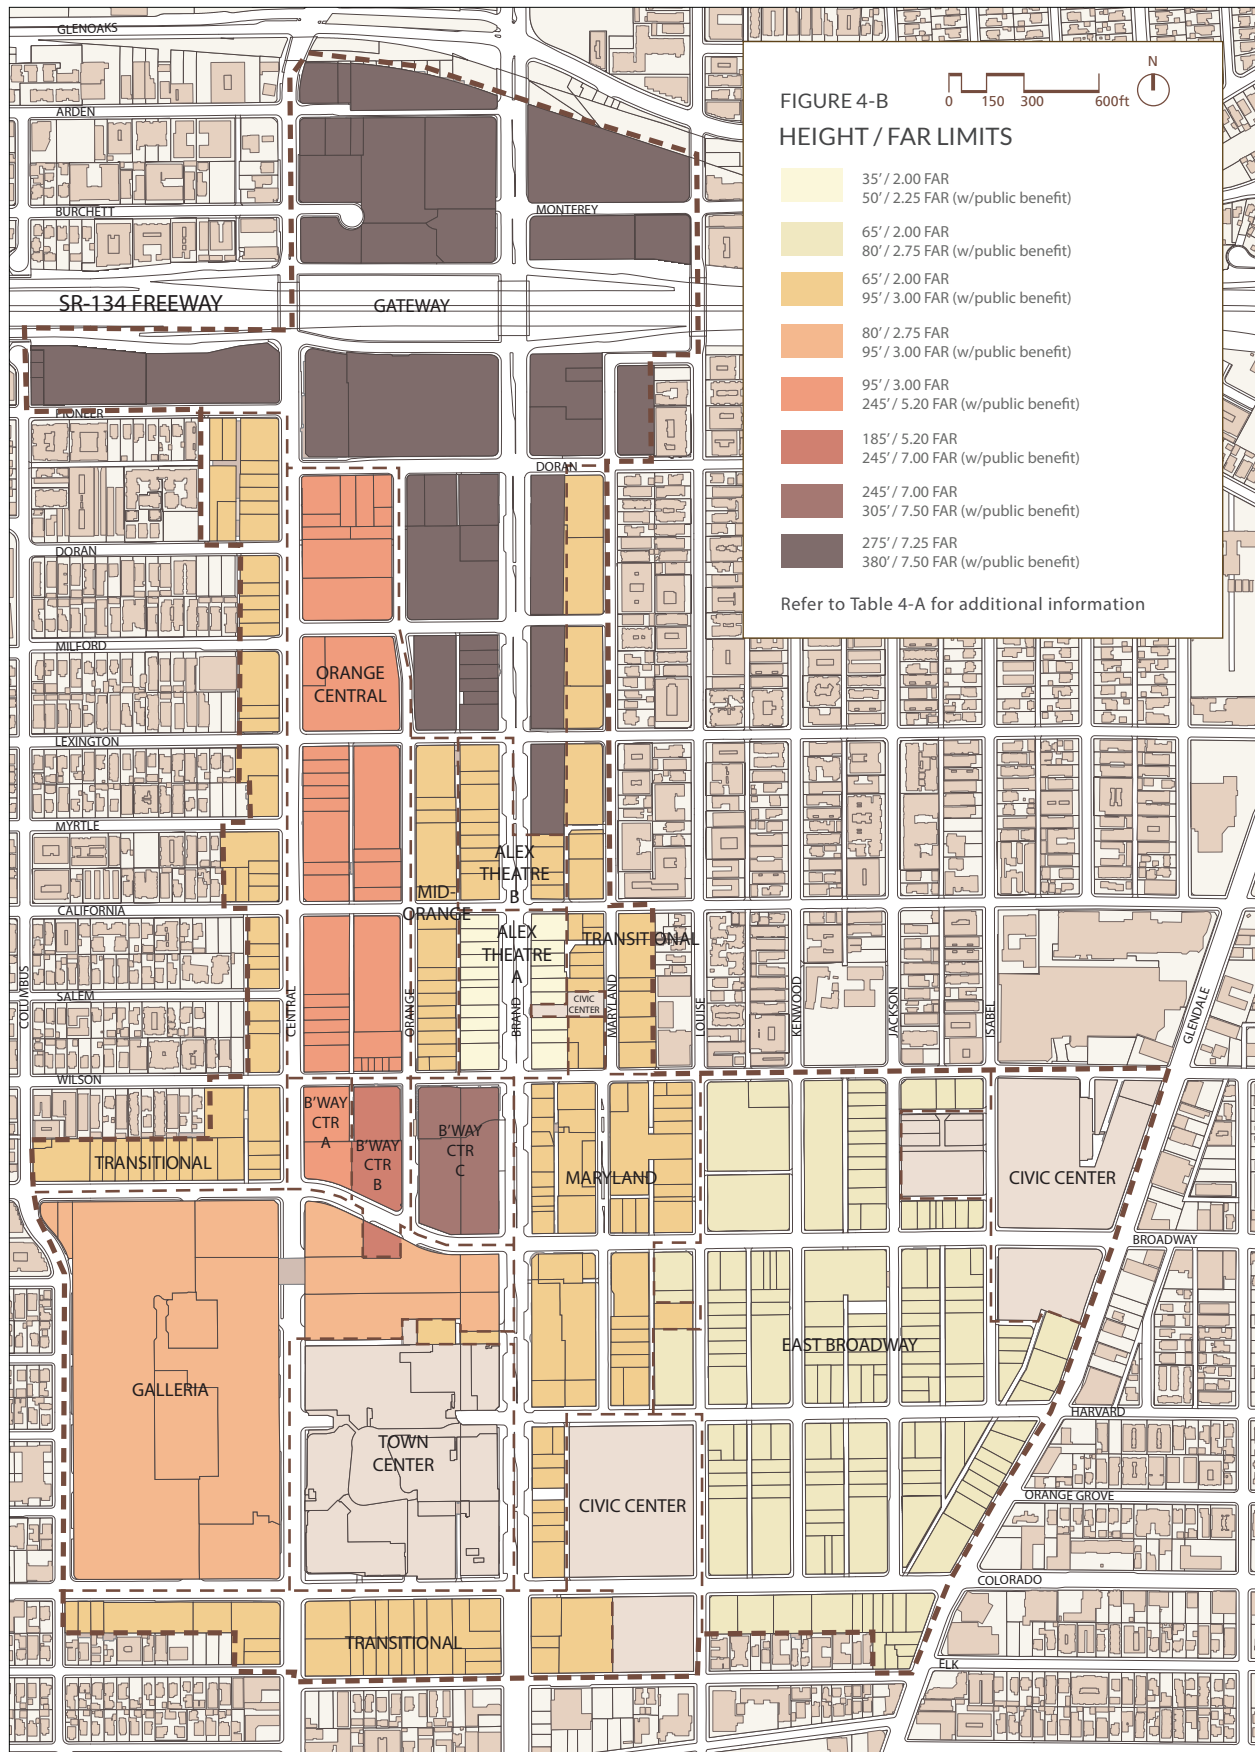 GLENOAKS
ARDEN
BURCHETT
MONTEREY
SR-134 FREEWAY
GATEWAY
FIGURE 4-B
HEIGHT / FAR LIMITS
N
0 150 300 600ft
35' / 2.00 FAR
50' / 2.25 FAR (w/public benefit)
65' / 2.00 FAR
80' / 2.75 FAR (w/public benefit)
65' / 2.00 FAR
95' / 3.00 FAR (w/public benefit)
80' / 2.75 FAR
95' / 3.00 FAR (w/public benefit)
95' / 3.00 FAR
245' / 5.20 FAR (w/public benefit)
185' / 5.20 FAR
245' / 7.00 FAR (w/public benefit)
245' / 7.00 FAR
305' / 7.50 FAR (w/public benefit)
275' / 7.25 FAR
380' / 7.50 FAR (w/public benefit)
Refer to Table 4-A for additional information
PIONEER
DORAN
DORAN
MILFORD
ORANGE
CENTRAL
LEXINGTON
MYRTLE
ALEX
THEATRE
B
MID-
ORANGE
CALIFORNIA
ALEX
THEATRE
A
TRANSITIONAL
CIVIC
CENTER
COLUMBUS
SALEM
CENTRAL
ORANGE
BRAND
MARYLAND
LOUISE
KENWOOD
JACKSON
ISABEL
GLENDALE
WILSON
B'WAY
CTR
A
B'WAY
CTR
B
B'WAY
CTR
C
TRANSITIONAL
MARYLAND
CIVIC CENTER
BROADWAY
EAST BROADWAY
GALLERIA
HARVARD
TOWN
CENTER
CIVIC CENTER
ORANGE GROVE
COLORADO
TRANSITIONAL
ELK